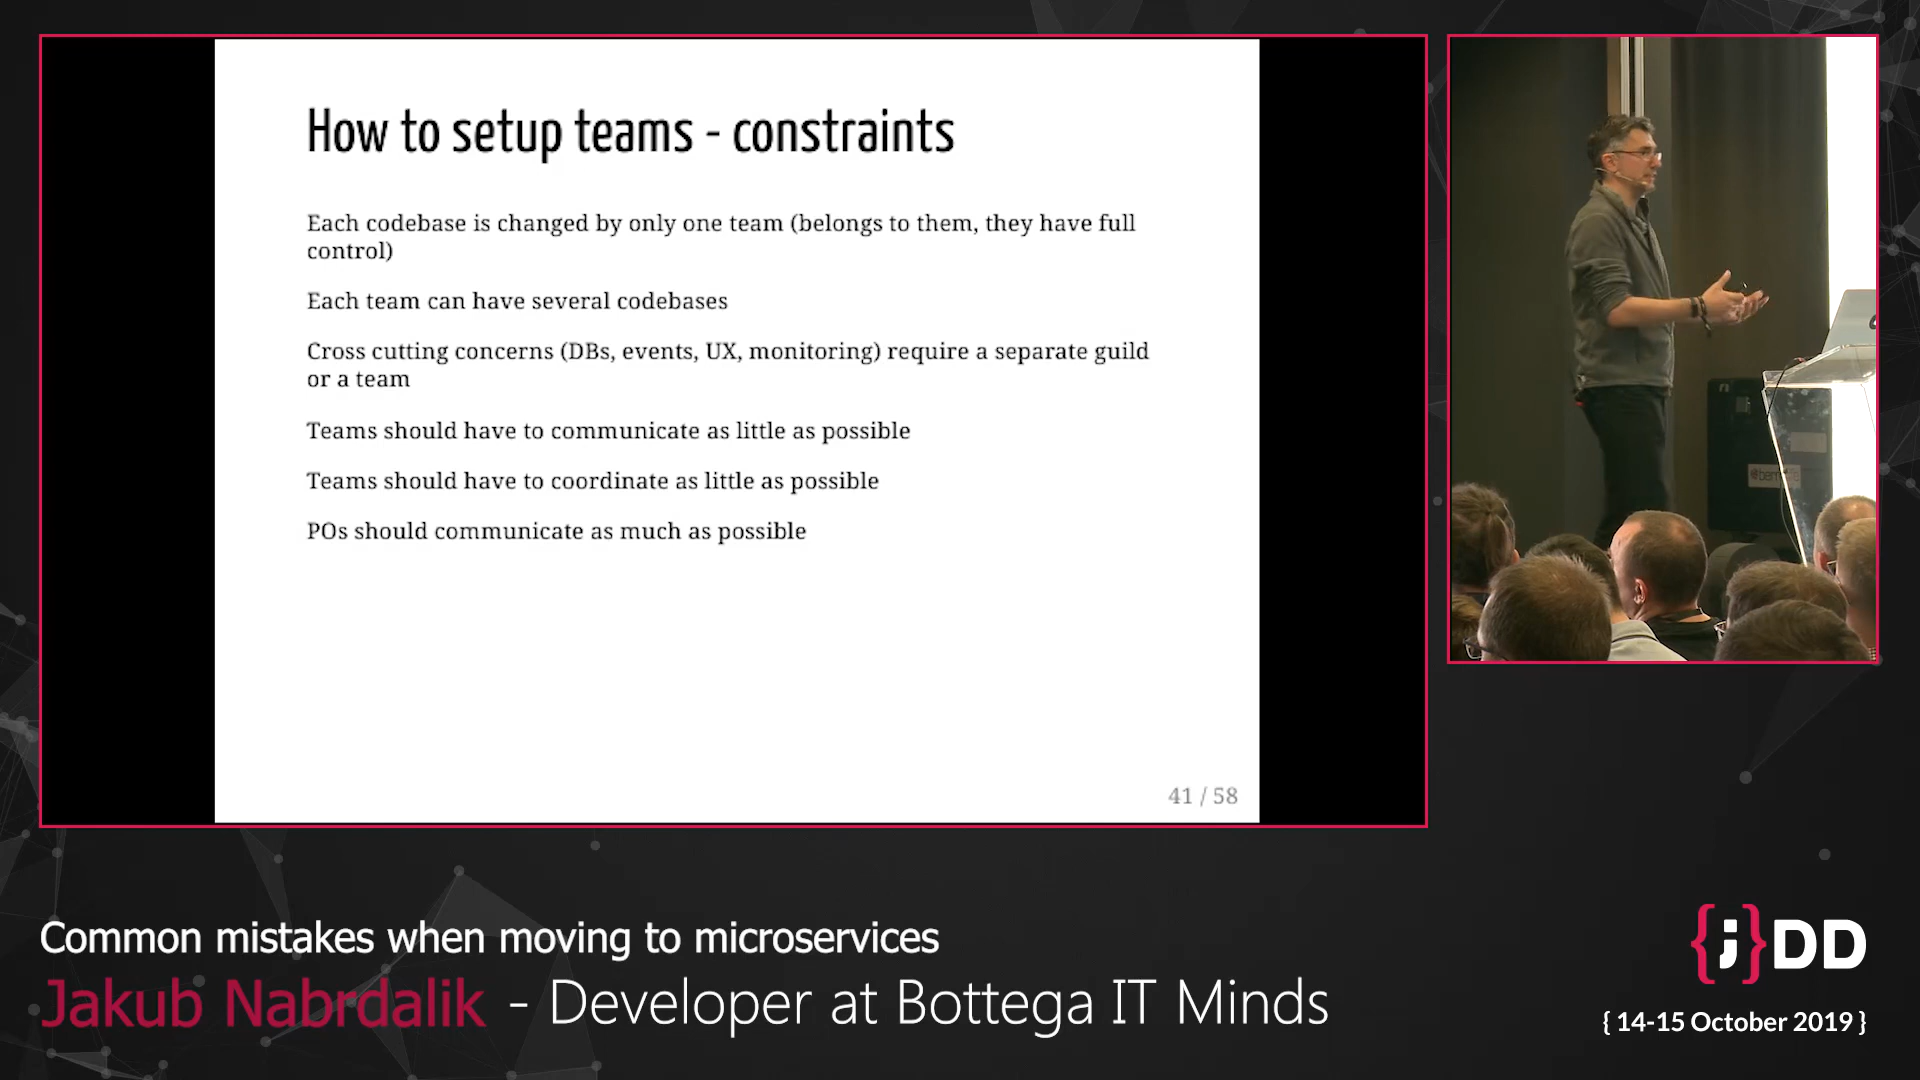 How to setup teams - constraints
Each codebase is changed by only one team (belongs to them, they have full
control)
Each team can have several codebases
Cross cutting concerns (DBs, events, UX, monitoring) require a separate guild
or a team
Teams should have to communicate as little as possible
Teams should have to coordinate as little as possible
POs should communicate as much as possible
41 / 58
Common mistakes when moving to microservices
Jakub Nabrdalik - Developer at Bottega IT Minds
{;}DD
{ 14-15 October 2019 }